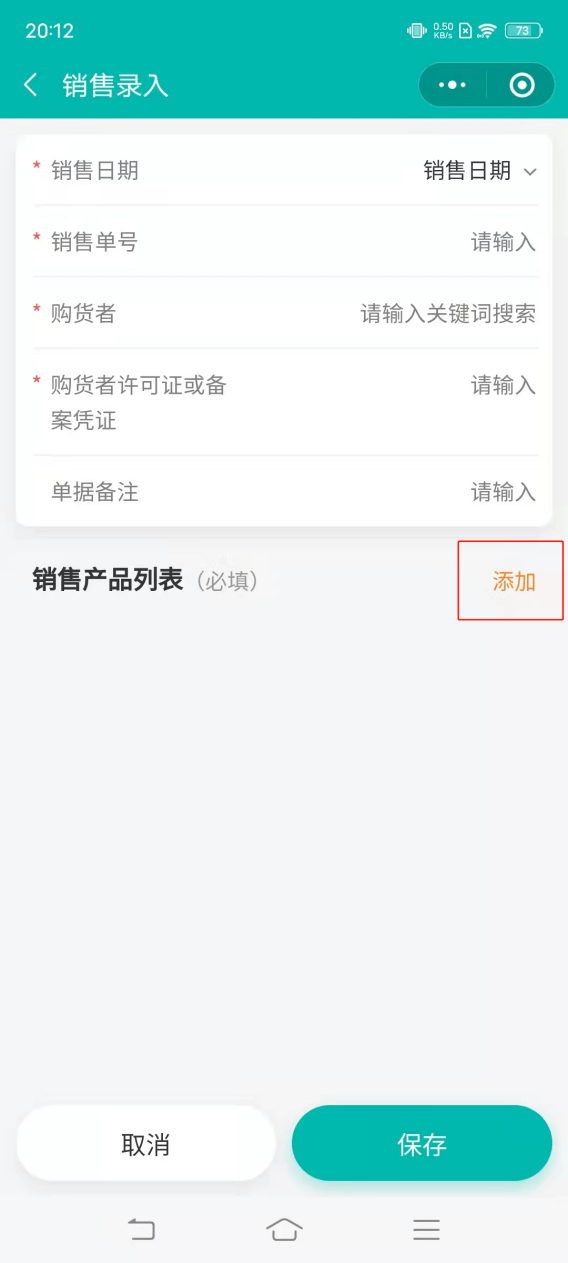 20:12
0.50
KB/s
73
销售录入
* 销售日期 销售日期
* 销售单号 请输入
* 购货者 请输入关键词搜索
* 购货者许可证或备 请输入
案凭证
单据备注 请输入
销售产品列表（必填） 添加
取消 保存